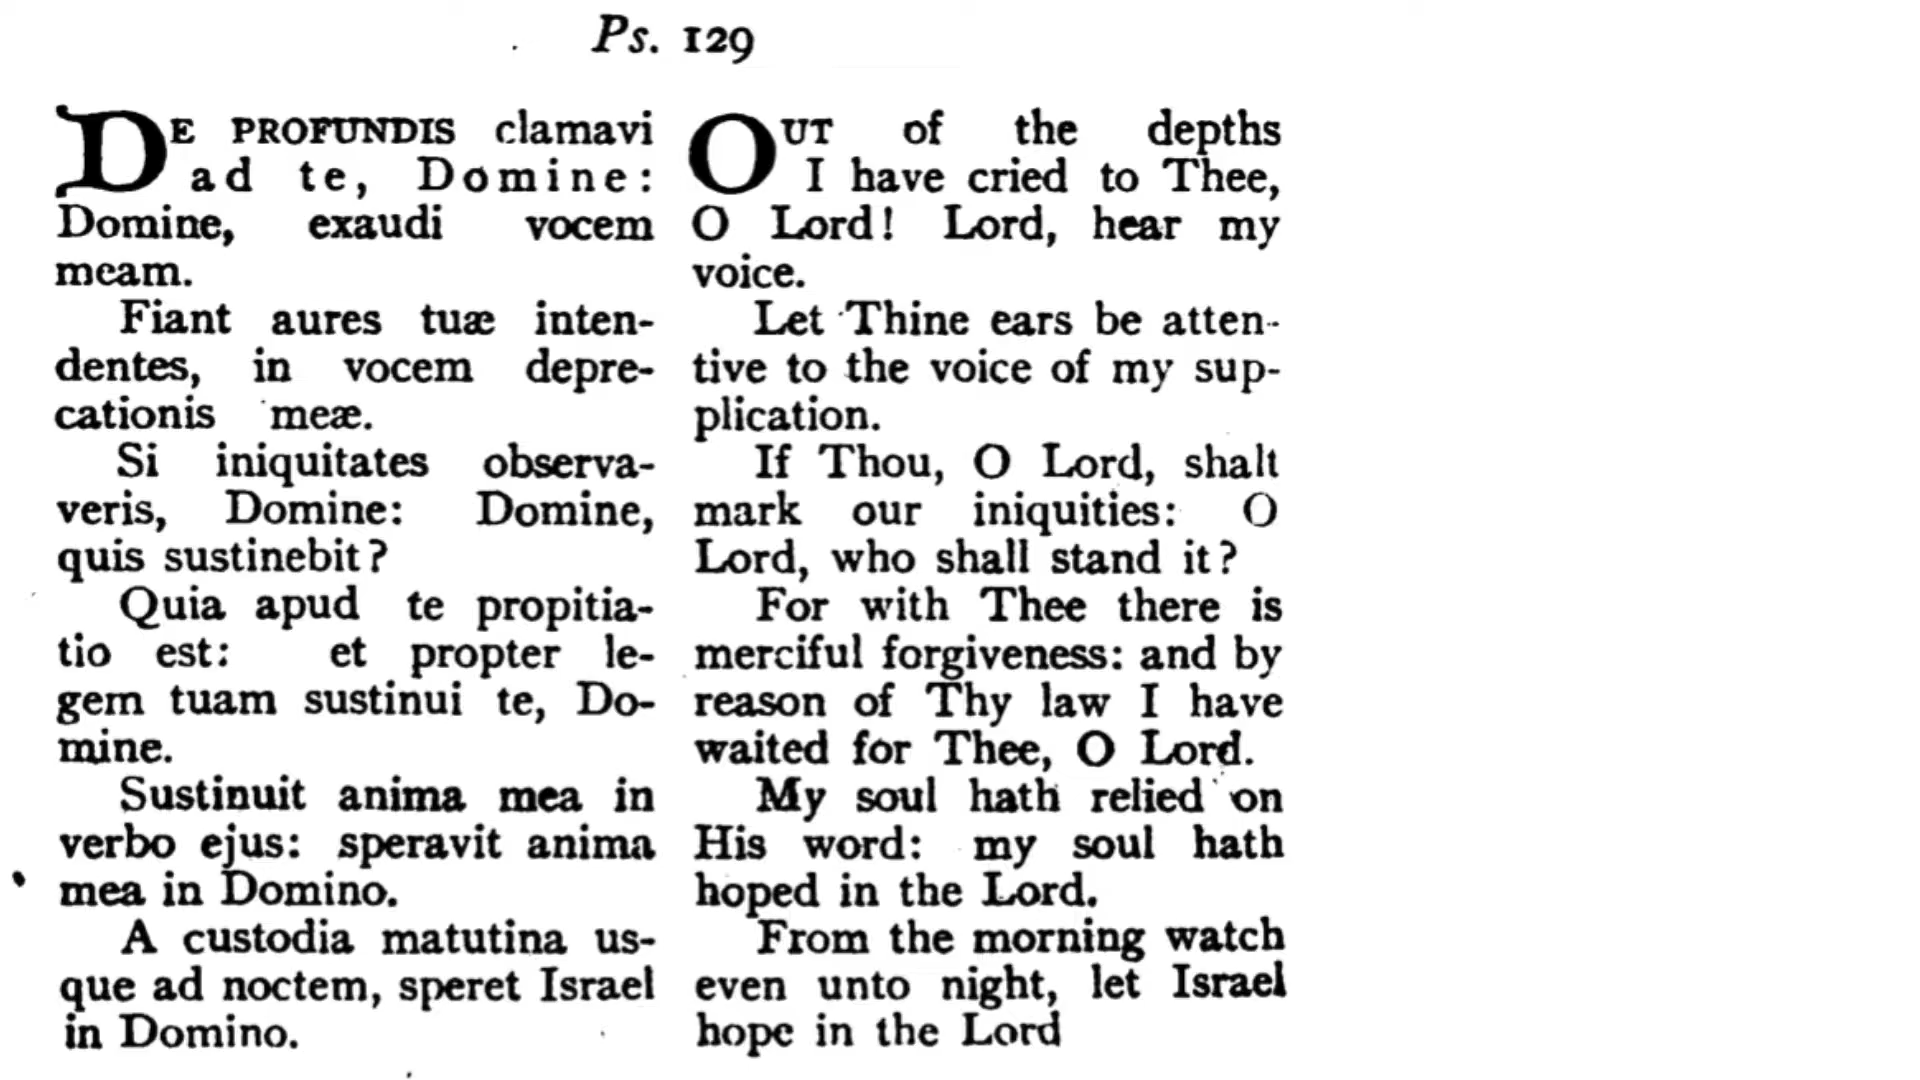 Ps. 129
DE PROFUNDIS clamavi
ad te, Domine:
Domine, exaudi vocem
meam.
Fiant aures tuæ inten-
dentes, in vocem depre-
cationis meæ.
Si iniquitates observa-
veris, Domine: Domine,
quis sustinebit?
Quia apud te propitia-
tio est: et propter le-
gem tuam sustinui te, Do-
mine.
Sustinuit anima mea in
verbo ejus: speravit anima
mea in Domino.
A custodia matutina us-
que ad noctem, speret Israel
in Domino.
OUT of the depths
I have cried to Thee,
O Lord! Lord, hear my
voice.
Let Thine ears be atten-
tive to the voice of my sup-
plication.
If Thou, O Lord, shalt
mark our iniquities: O
Lord, who shall stand it?
For with Thee there is
merciful forgiveness: and by
reason of Thy law I have
waited for Thee, O Lord.
My soul hath relied on
His word: my soul hath
hoped in the Lord.
From the morning watch
even unto night, let Israel
hope in the Lord